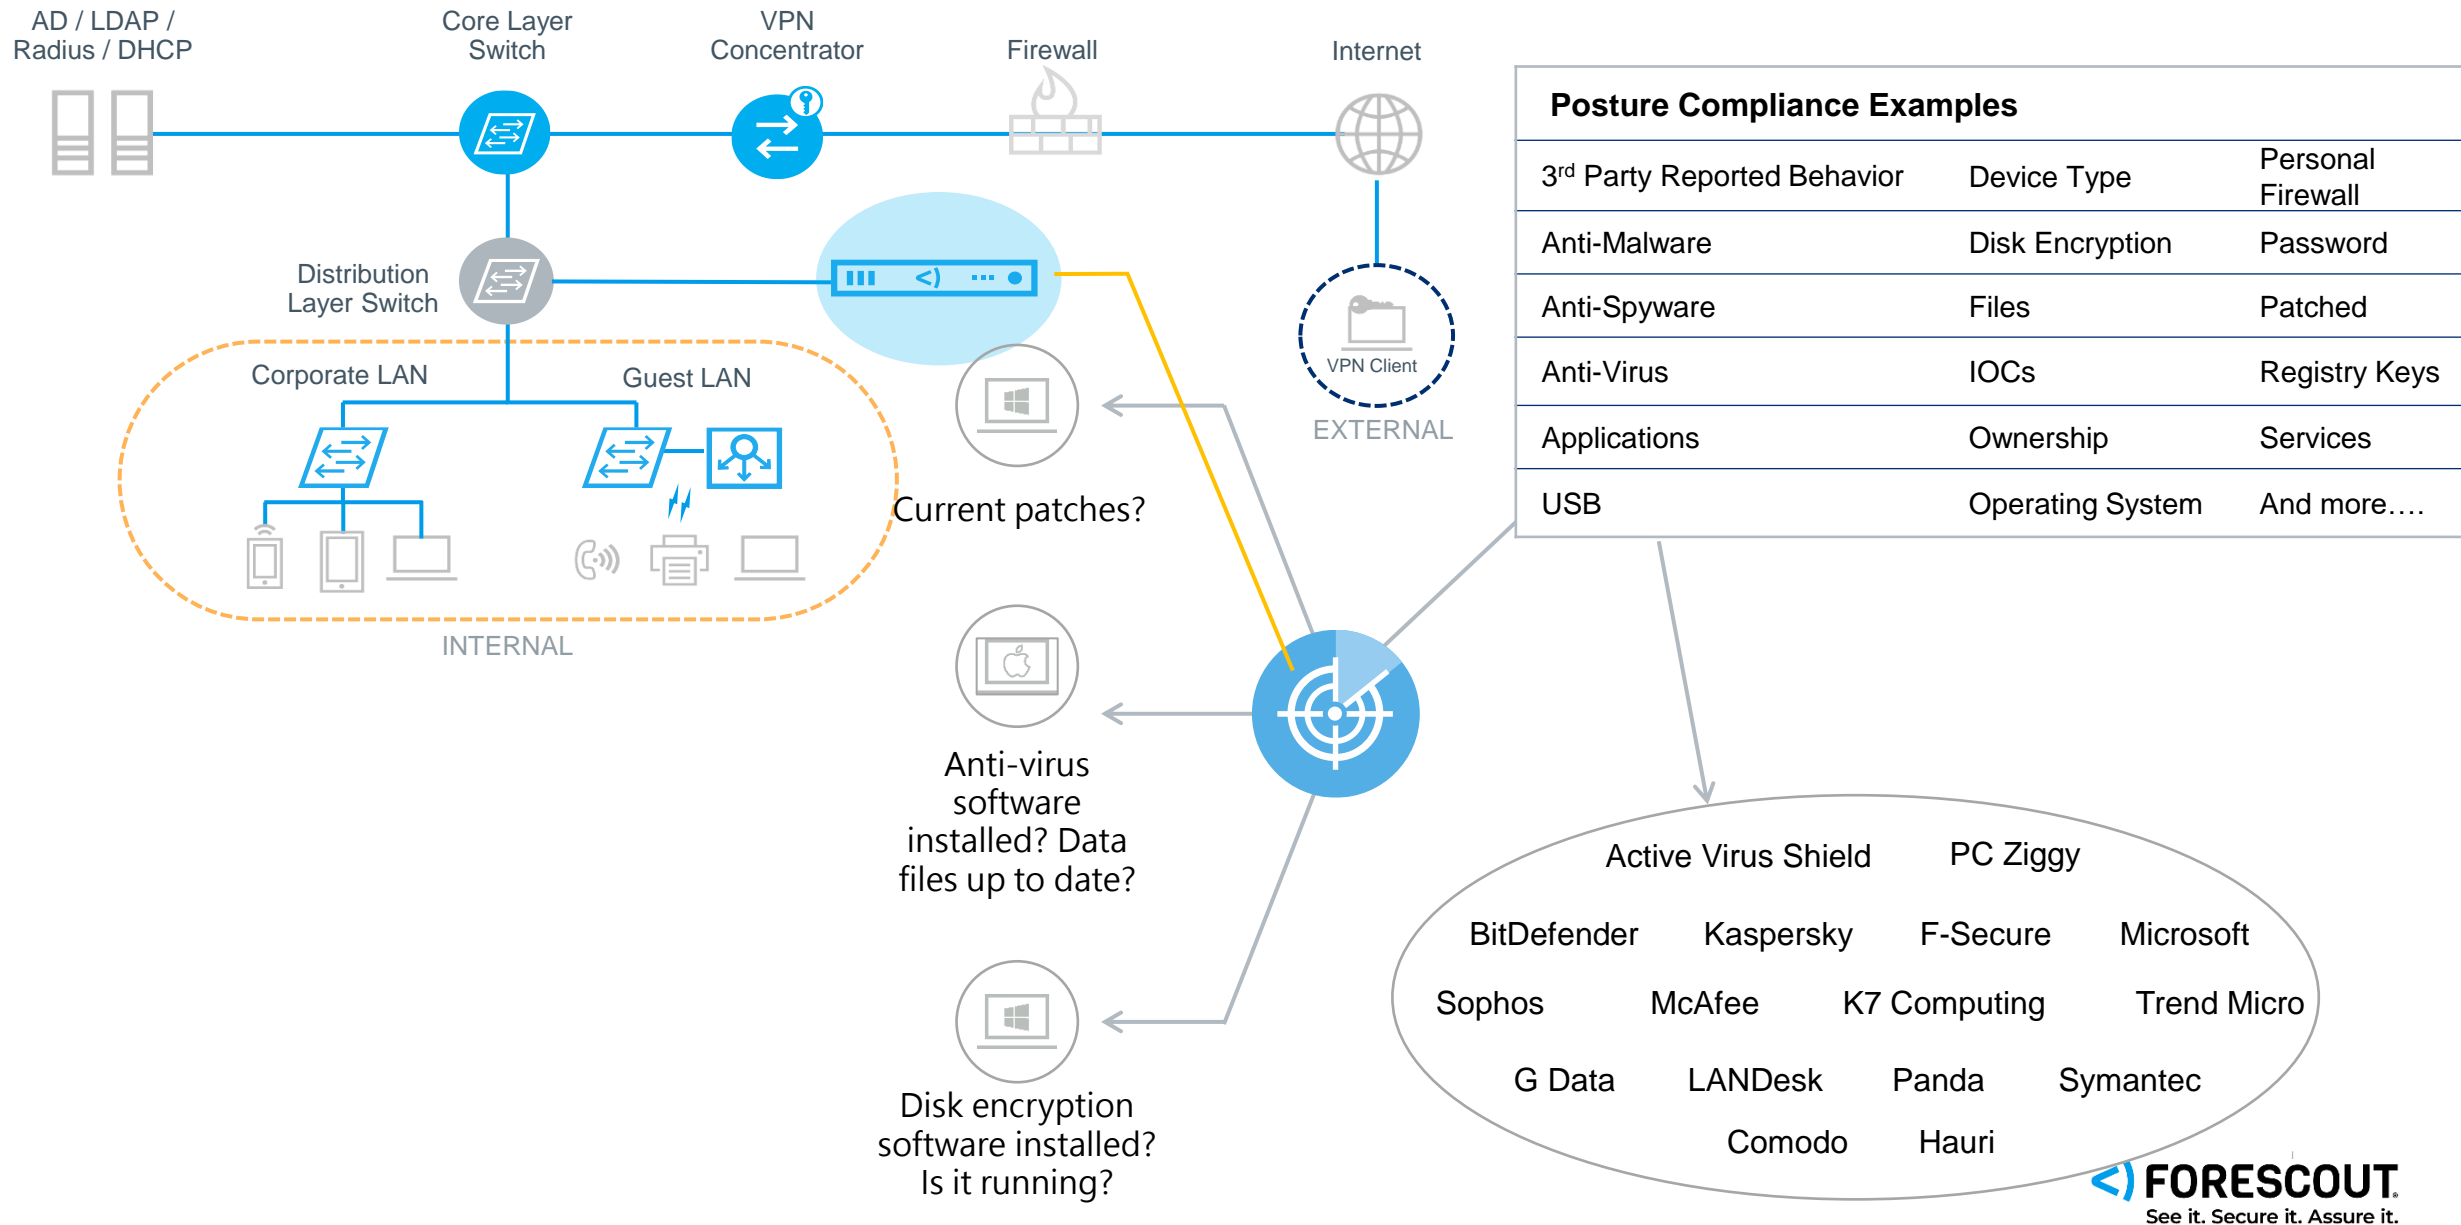 AD / LDAP /
Radius / DHCP
Core Layer
Switch
VPN
Concentrator
Firewall
Internet
Distribution
Layer Switch
Corporate LAN
Guest LAN
INTERNAL
VPN Client
EXTERNAL
Current patches?
Anti-virus
software
installed? Data
files up to date?
Disk encryption
software installed?
Is it running?
Posture Compliance Examples
3rd Party Reported Behavior Device Type Personal
Firewall
Anti-Malware Disk Encryption Password
Anti-Spyware Files Patched
Anti-Virus IOCs Registry Keys
Applications Ownership Services
USB Operating System And more....
Active Virus Shield PC Ziggy
BitDefender Kaspersky F-Secure Microsoft
Sophos McAfee K7 Computing Trend Micro
G Data LANDesk Panda Symantec
Comodo Hauri
<) FORESCOUT.
See it. Secure it. Assure it.